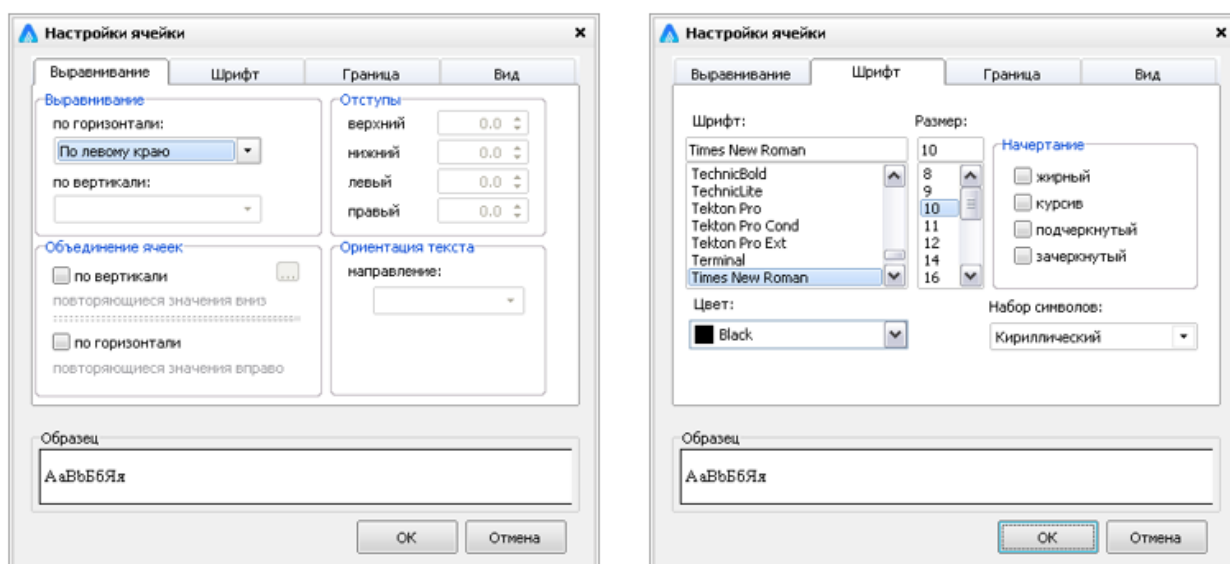 Настройки ячейки
Выравнивание Шрифт Граница Вид
Выравнивание
по горизонтали:
По левому краю
по вертикали:
Отступы
верхний 0.0
нижний 0.0
левый 0.0
правый 0.0
Объединение ячеек
по вертикали ...
повторяющиеся значения вниз
по горизонтали
повторяющиеся значения вправо
Ориентация текста
направление:
Образец
АаВbБбЯя
OK Отмена
Настройки ячейки
Выравнивание Шрифт Граница Вид
Шрифт:
Times New Roman
TechnicBold
TechnicLite
Tekton Pro
Tekton Pro Cond
Tekton Pro Ext
Terminal
Times New Roman
Размер:
10
8
9
10
11
12
14
16
Начертание
жирный
курсив
подчеркнутый
зачеркнутый
Цвет:
Black
Набор символов:
Кириллический
Образец
АаВbБбЯя
OK Отмена